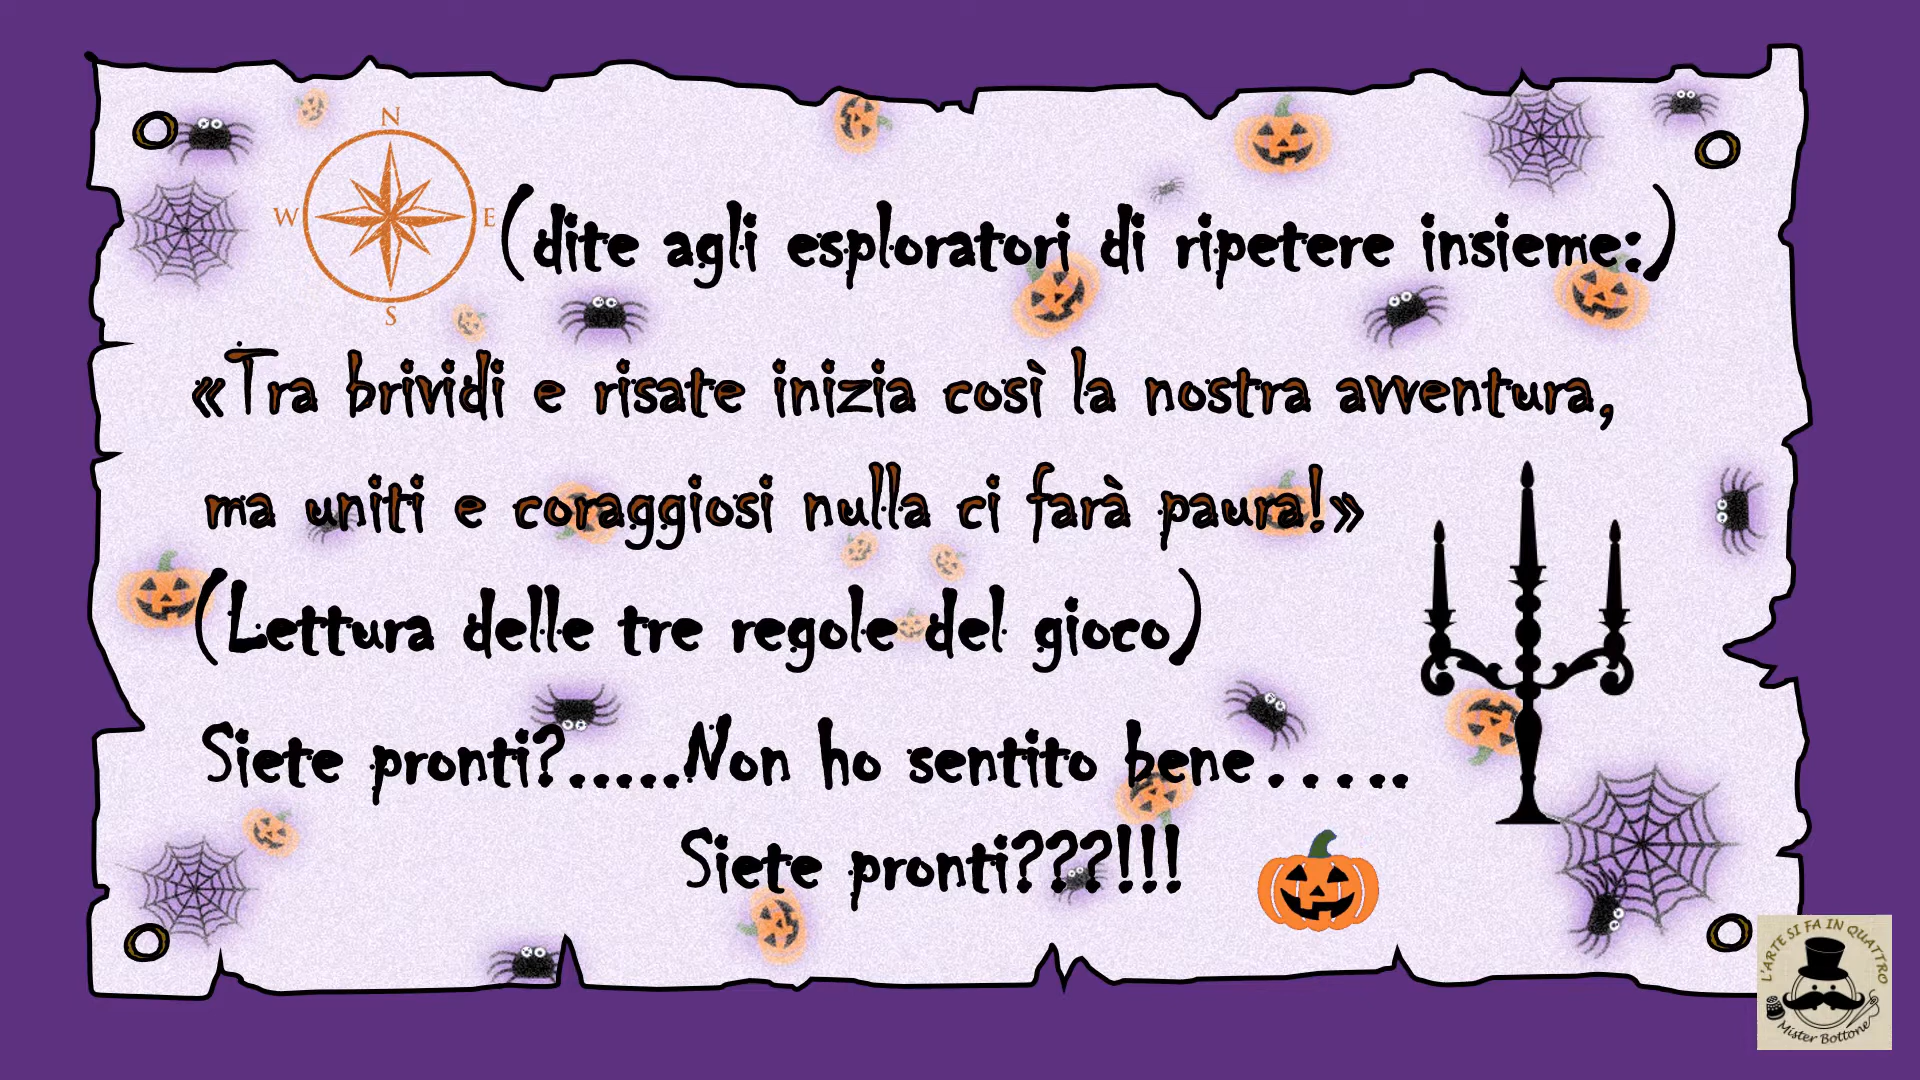 N
W E
S
(dite agli esploratori di ripetere insieme:)
«Tra brividi e risate inizia così la nostra avventura,
ma uniti e coraggiosi nulla ci farà paura!»
(Lettura delle tre regole del gioco)
Siete pronti?.....Non ho sentito bene.....
Siete pronti???!!!
L'ARTE SI FA IN QUATTRO
Mister Bottone